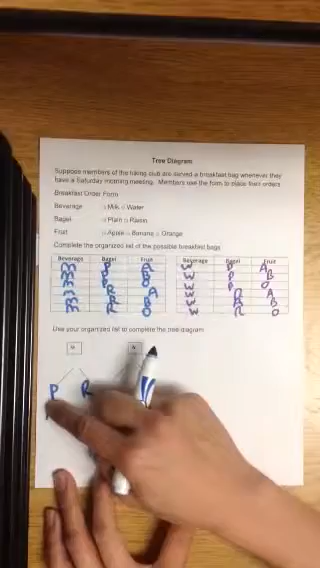 Tree Diagram
Suppose members of the hiking club are served a breakfast bag whenever they
have a Saturday morning meeting. Members use the form to make their orders
Breakfast Order Form
Beverage □ Milk □ Water
Bagel □ Plain □ Raisin
Fruit □ Apple □ Banana □ Orange
Complete the organized list of the possible breakfast bags
Beverage Bagel Fruit Beverage Bagel Fruit
m P A W P A
m P B W P B
m P O W P O
m R A W R A
m R B W R B
m R O W R O
Use your organized list to complete the tree diagram
M W
P R